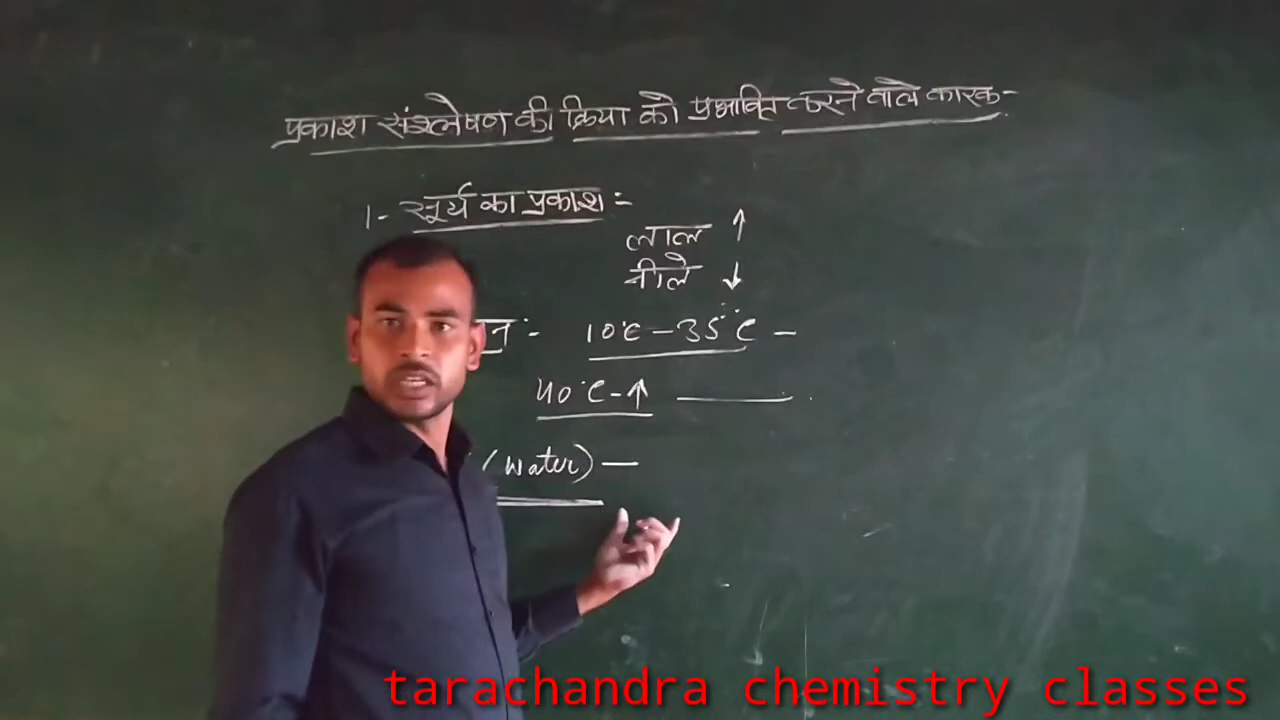 प्रकाश संश्लेषण की क्रिया को प्रभावित करने वाले कारक-
1- सूर्य का प्रकाश :-
लाल ↑
नीले ↓
न :- 10°C - 35°C -
40°C - ↑ ———
(water) —
tarachandra chemistry classes